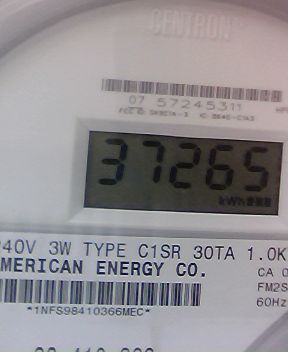 CENTRON
07 57245311
37265
kWh
240V 3W TYPE C1SR 30TA 1.0K
AMERICAN ENERGY CO.
CA 0
FM2S
60Hz
*1NFS98410366MEC*